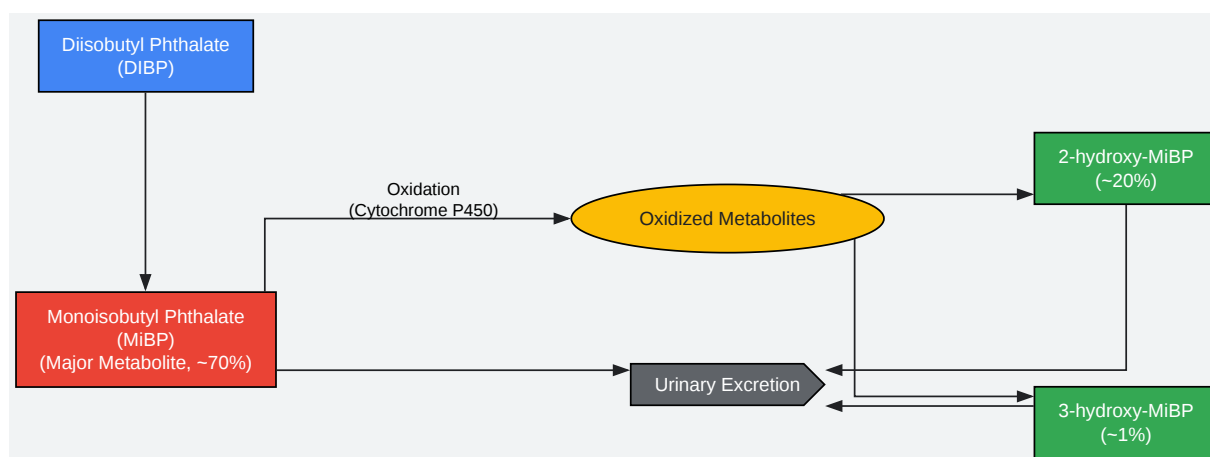 Diisobutyl Phthalate
(DIBP)
2-hydroxy-MiBP
(~20%)
Oxidation
(Cytochrome P450)
Oxidized Metabolites
Monoisobutyl Phthalate
(MiBP)
(Major Metabolite, ~70%)
Urinary Excretion
3-hydroxy-MiBP
(~1%)